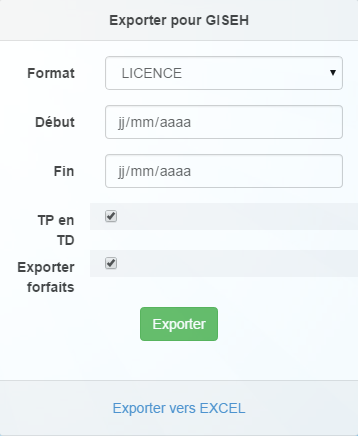 Exporter pour GISEH
Format LICENCE
Début jj/mm/aaaa
Fin jj/mm/aaaa
TP en
TD
Exporter
forfaits
Exporter
Exporter vers EXCEL